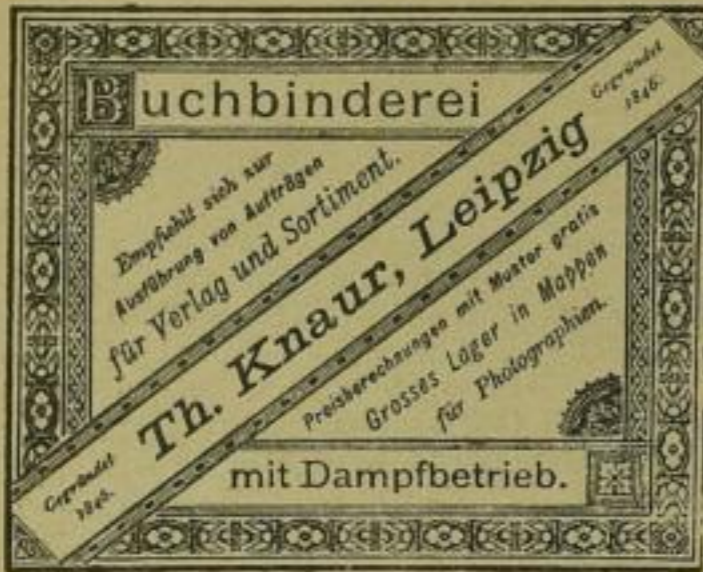 Buchbinderei
Gegründet
1846.
Empfiehlt sich zur
Ausführung von Aufträgen
für Verlag und Sortiment.
Th. Knaur, Leipzig
Preisberechnungen mit Muster gratis
Grosses Lager in Mappen
für Photographien.
Gegründet
1846.
mit Dampfbetrieb.